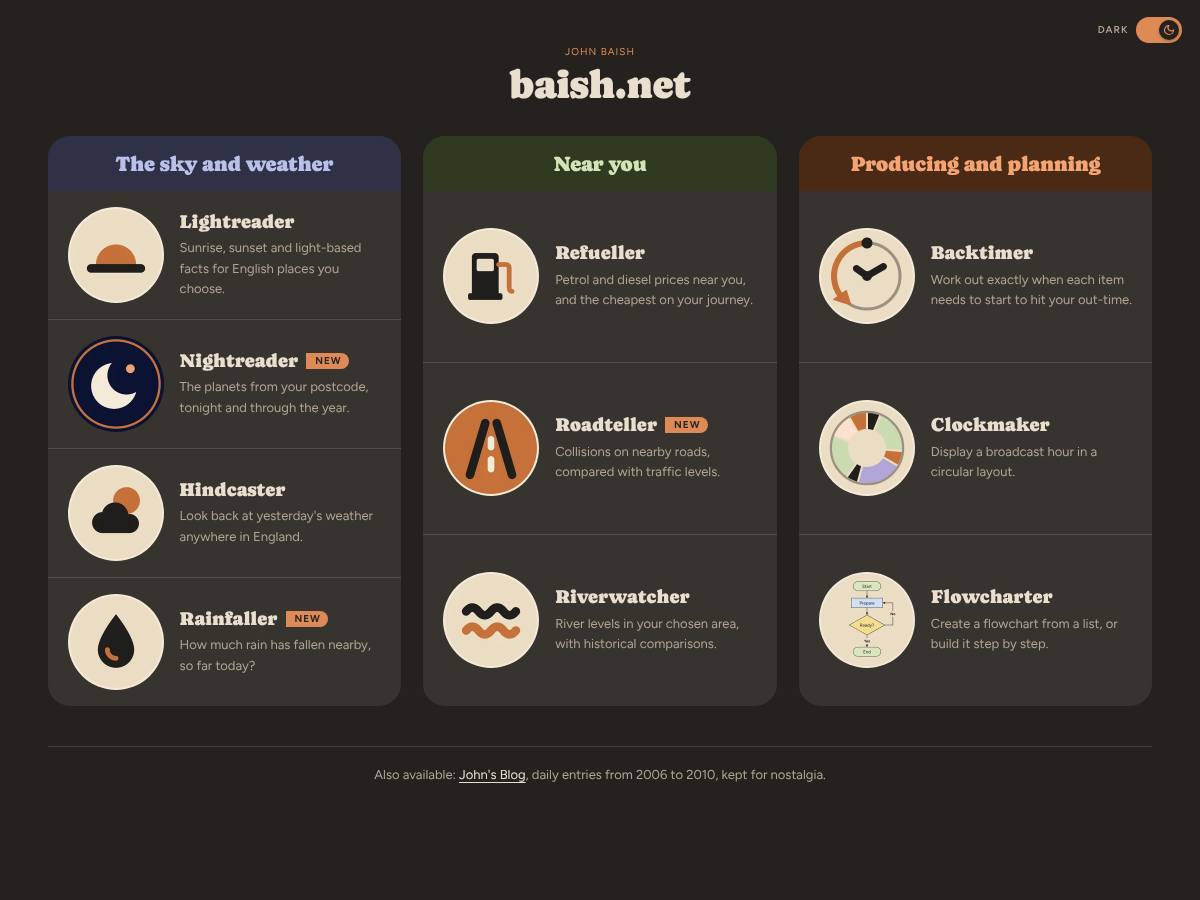 DARK
JOHN BAISH
baish.net
The sky and weather
Lightreader
Sunrise, sunset and light-based
facts for English places you
choose.
Nightreader NEW
The planets from your postcode,
tonight and through the year.
Hindcaster
Look back at yesterday's weather
anywhere in England.
Rainfaller NEW
How much rain has fallen nearby,
so far today?
Near you
Refueller
Petrol and diesel prices near you,
and the cheapest on your journey.
Roadteller NEW
Collisions on nearby roads,
compared with traffic levels.
Riverwatcher
River levels in your chosen area,
with historical comparisons.
Producing and planning
Backtimer
Work out exactly when each item
needs to start to hit your out-time.
Clockmaker
Display a broadcast hour in a
circular layout.
Start
Prepare
Ready?
End
Flowcharter
Create a flowchart from a list, or
build it step by step.
Also available: John's Blog, daily entries from 2006 to 2010, kept for nostalgia.